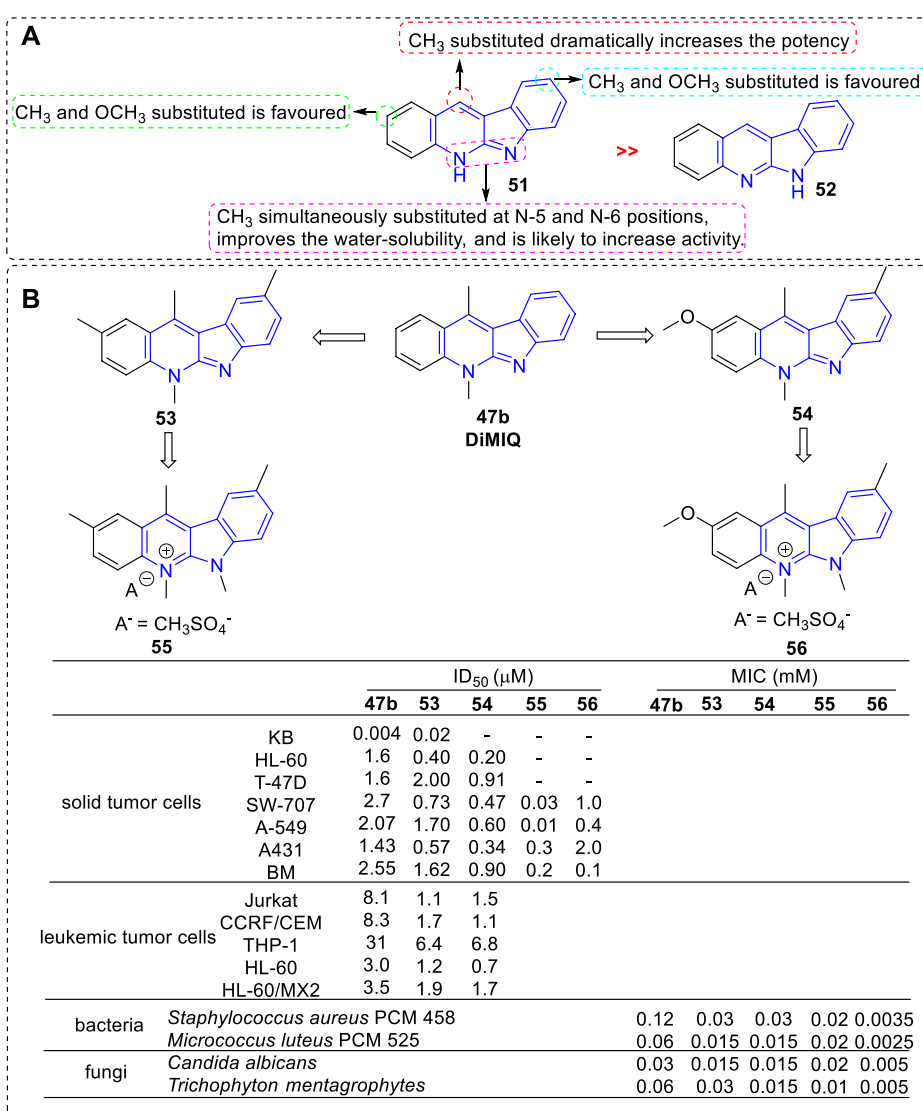 A
CH₃ substituted dramatically increases the potency
CH₃ and OCH₃ substituted is favoured
CH₃ and OCH₃ substituted is favoured
N
H
N
51
>>
N
N
H
52
CH₃ simultaneously substituted at N-5 and N-6 positions,
improves the water-solubility, and is likely to increase activity.
B
N
N
53
N
N
47b
DiMIQ
O
N
N
54
A⊖
⊕
N
N
A⁻ = CH₃SO₄⁻
55
O
A⊖
⊕
N
N
A⁻ = CH₃SO₄⁻
56
ID₅₀ (μM) MIC (mM)
47b 53 54 55 56 47b 53 54 55 56
solid tumor cells
KB 0.004 0.02 - - -
HL-60 1.6 0.40 0.20 - -
T-47D 1.6 2.00 0.91 - -
SW-707 2.7 0.73 0.47 0.03 1.0
A-549 2.07 1.70 0.60 0.01 0.4
A431 1.43 0.57 0.34 0.3 2.0
BM 2.55 1.62 0.90 0.2 0.1
leukemic tumor cells
Jurkat 8.1 1.1 1.5
CCRF/CEM 8.3 1.7 1.1
THP-1 31 6.4 6.8
HL-60 3.0 1.2 0.7
HL-60/MX2 3.5 1.9 1.7
bacteria
Staphylococcus aureus PCM 458 0.12 0.03 0.03 0.02 0.0035
Micrococcus luteus PCM 525 0.06 0.015 0.015 0.02 0.0025
fungi
Candida albicans 0.03 0.015 0.015 0.02 0.005
Trichophyton mentagrophytes 0.06 0.03 0.015 0.01 0.005